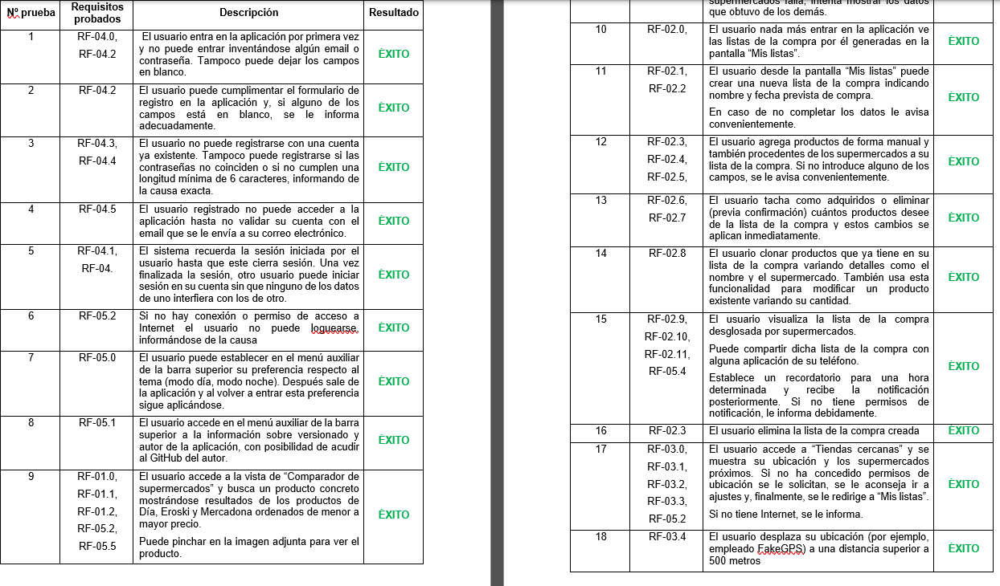 Nº prueba
Requisitos probados
Descripción
Resultado
1
RF-04.0,
RF-04.2
El usuario entra en la aplicación por primera vez
y no puede entrar inventándose algún email o
contraseña. Tampoco puede dejar los campos
en blanco.
ÉXITO
2
RF-04.2
El usuario puede cumplimentar el formulario de
registro en la aplicación y, si alguno de los
campos está en blanco, se le informa
adecuadamente.
ÉXITO
3
RF-04.3,
RF-04.4
El usuario no puede registrarse con una cuenta
ya existente. Tampoco puede registrarse si las
contraseñas no coinciden o si no cumplen una
longitud mínima de 6 caracteres, informando de
la causa exacta.
ÉXITO
4
RF-04.5
El usuario registrado no puede acceder a la
aplicación hasta no validar su cuenta con el
email que se le envía a su correo electrónico.
ÉXITO
5
RF-04.1,
RF-04.
El sistema recuerda la sesión iniciada por el
usuario hasta que este cierra sesión. Una vez
finalizada la sesión, otro usuario puede iniciar
sesión en su cuenta sin que ninguno de los datos
de uno interfiera con los de otro.
ÉXITO
6
RF-05.2
Si no hay conexión o permiso de acceso a
Internet el usuario no puede loguearse,
informándose de la causa
ÉXITO
7
RF-05.0
El usuario puede establecer en el menú auxiliar
de la barra superior su preferencia respecto al
tema (modo día, modo noche). Después sale de
la aplicación y al volver a entrar esta preferencia
sigue aplicándose.
ÉXITO
8
RF-05.1
El usuario accede en el menú auxiliar de la barra
superior a la información sobre versionado y
autor de la aplicación, con posibilidad de acudir
al GitHub del autor.
ÉXITO
9
RF-01.0,
RF-01.1,
RF-01.2,
RF-05.2,
RF-05.5
El usuario accede a la vista de “Comparador de
supermercados” y busca un producto concreto
mostrándose resultados de los productos de
Día, Eroski y Mercadona ordenados de menor a
mayor precio.
Puede pinchar en la imagen adjunta para ver el
producto.
ÉXITO
supermercados falla, intenta mostrar los datos
que obtuvo de los demás.
10
RF-02.0,
El usuario nada más entrar en la aplicación ve
las listas de la compra por él generadas en la
pantalla “Mis listas”.
ÉXITO
11
RF-02.1,
RF-02.2
El usuario desde la pantalla “Mis listas” puede
crear una nueva lista de la compra indicando
nombre y fecha prevista de compra.
En caso de no completar los datos le avisa
convenientemente.
ÉXITO
12
RF-02.3,
RF-02.4,
RF-02.5,
El usuario agrega productos de forma manual y
también procedentes de los supermercados a su
lista de la compra. Si no introduce alguno de los
campos, se le avisa convenientemente.
ÉXITO
13
RF-02.6,
RF-02.7
El usuario tacha como adquiridos o eliminar
(previa confirmación) cuántos productos desee
de la lista de la compra y estos cambios se
aplican inmediatamente.
ÉXITO
14
RF-02.8
El usuario clonar productos que ya tiene en su
lista de la compra variando detalles como el
nombre y el supermercado. También usa esta
funcionalidad para modificar un producto
existente variando su cantidad.
ÉXITO
15
RF-02.9,
RF-02.10,
RF-02.11,
RF-05.4
El usuario visualiza la lista de la compra
desglosada por supermercados.
Puede compartir dicha lista de la compra con
alguna aplicación de su teléfono.
Establece un recordatorio para una hora
determinada y recibe la notificación
posteriormente. Si no tiene permisos de
notificación, le informa debidamente.
ÉXITO
16
RF-02.3
El usuario elimina la lista de la compra creada
ÉXITO
17
RF-03.0,
RF-03.1,
RF-03.2,
RF-03.3,
RF-05.2
El usuario accede a “Tiendas cercanas” y se
muestra su ubicación y los supermercados
próximos. Si no ha concedido permisos de
ubicación se le solicitan, se le aconseja ir a
ajustes y, finalmente, se le redirige a “Mis listas”.
Si no tiene Internet, se le informa.
ÉXITO
18
RF-03.4
El usuario desplaza su ubicación (por ejemplo,
empleado FakeGPS) a una distancia superior a
500 metros
ÉXITO